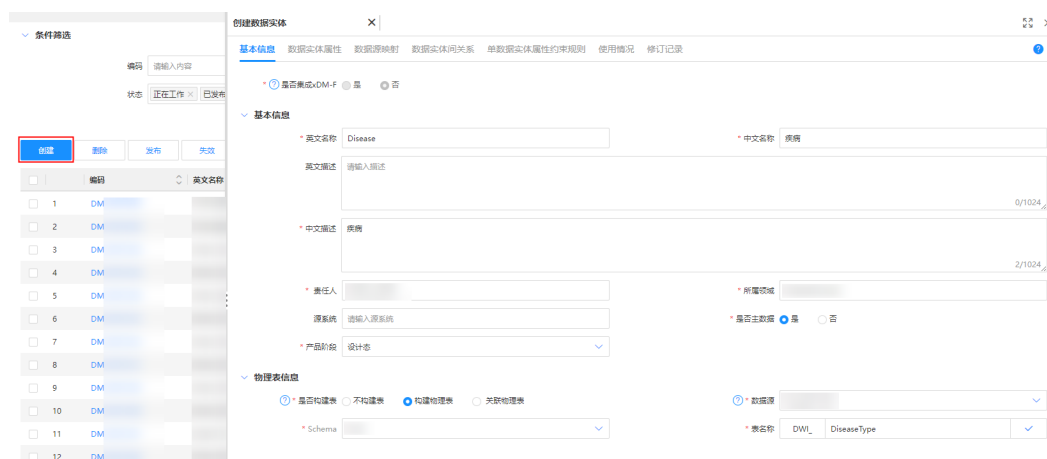 创建数据实体
条件筛选
编码 请输入内容
状态 正在工作 已发布
创建 删除 发布 失效
编码 英文名称
1 DM
2 DM
3 DM
4 DM
5 DM
6 DM
7 DM
8 DM
9 DM
10 DM
11 DM
12 DM
基本信息 数据实体属性 数据源映射 数据实体间关系 单数据实体属性约束规则 使用情况 修订记录
* 是否集成xDM-F 是 否
基本信息
* 英文名称 Disease * 中文名称 疾病
英文描述 请输入描述
0/1024
* 中文描述 疾病
2/1024
* 责任人 * 所属领域
源系统 请输入源系统 * 是否主数据 是 否
* 产品阶段 设计态
物理表信息
* 是否构建表 不构建表 构建物理表 关联物理表 * 数据源
* Schema * 表名称 DWI_ DiseaseType